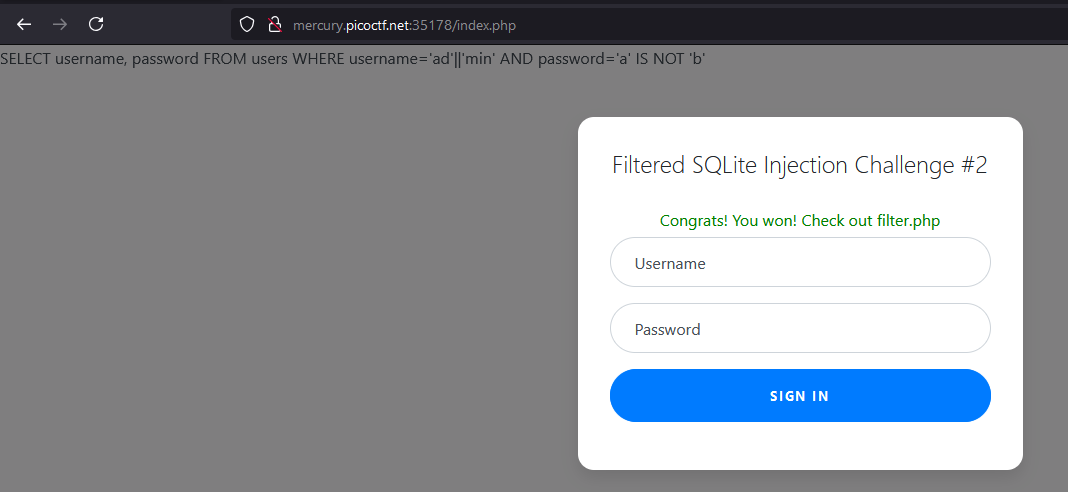 mercury.picoctf.net:35178/index.php
SELECT username, password FROM users WHERE username='ad'||'min' AND password='a' IS NOT 'b'
Filtered SQLite Injection Challenge #2
Congrats! You won! Check out filter.php
Username
Password
SIGN IN